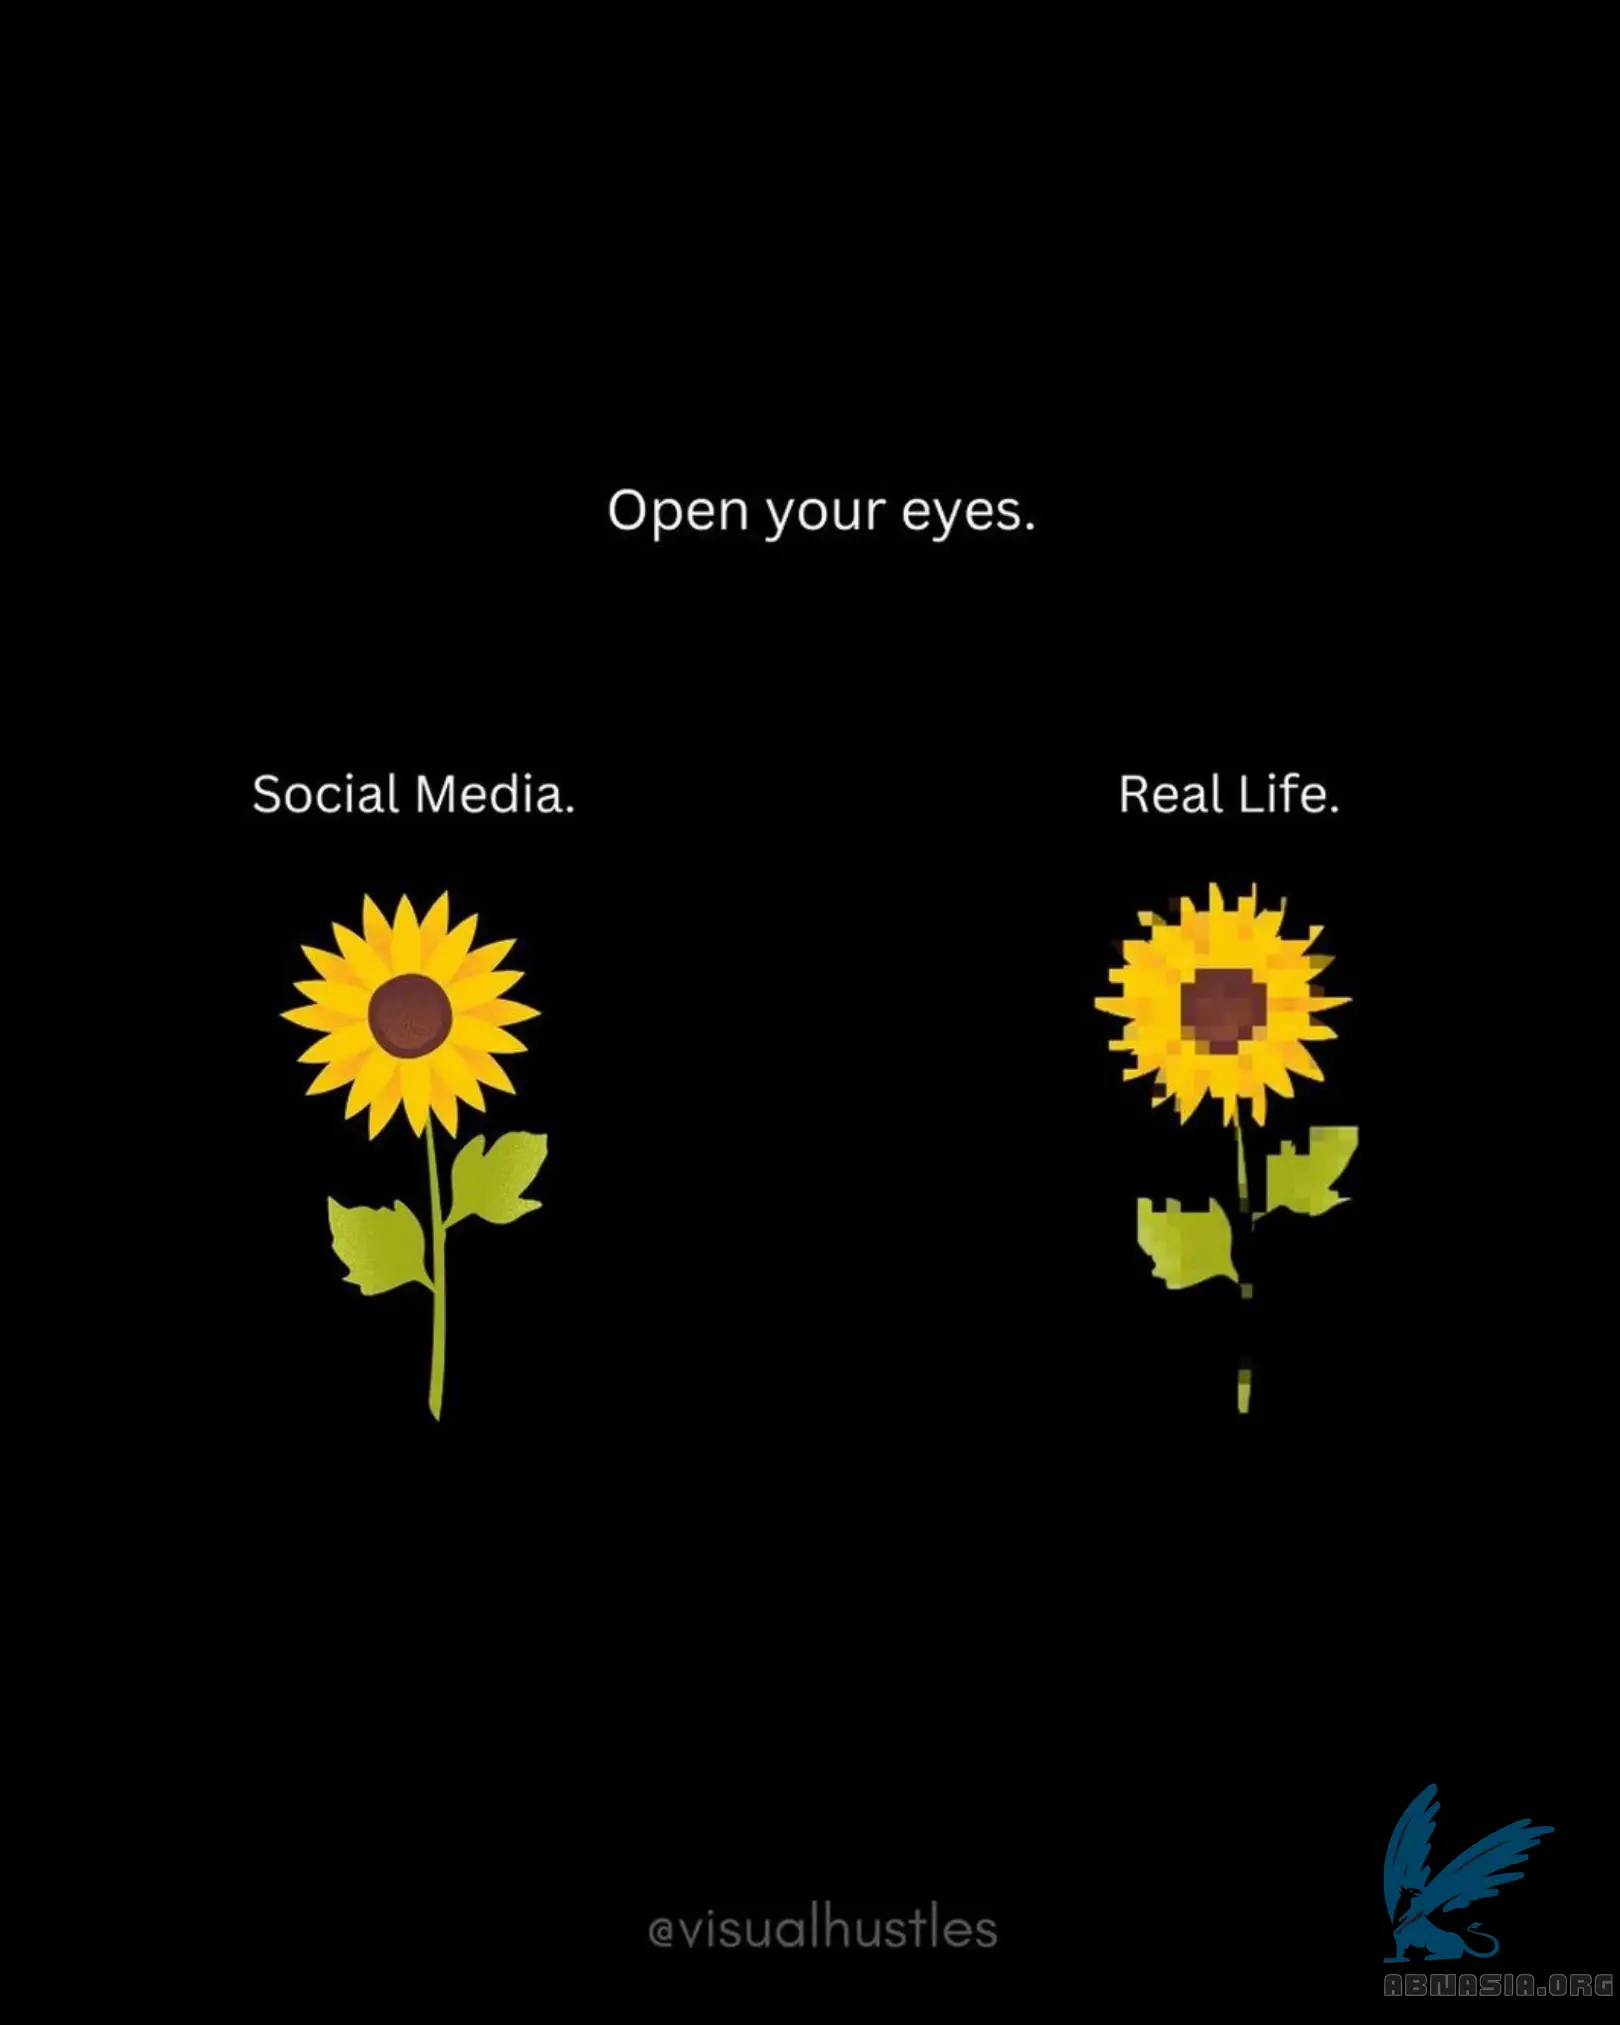 Open your eyes.
Social Media.
Real Life.
@visualhustles
ABNASIA.ORG